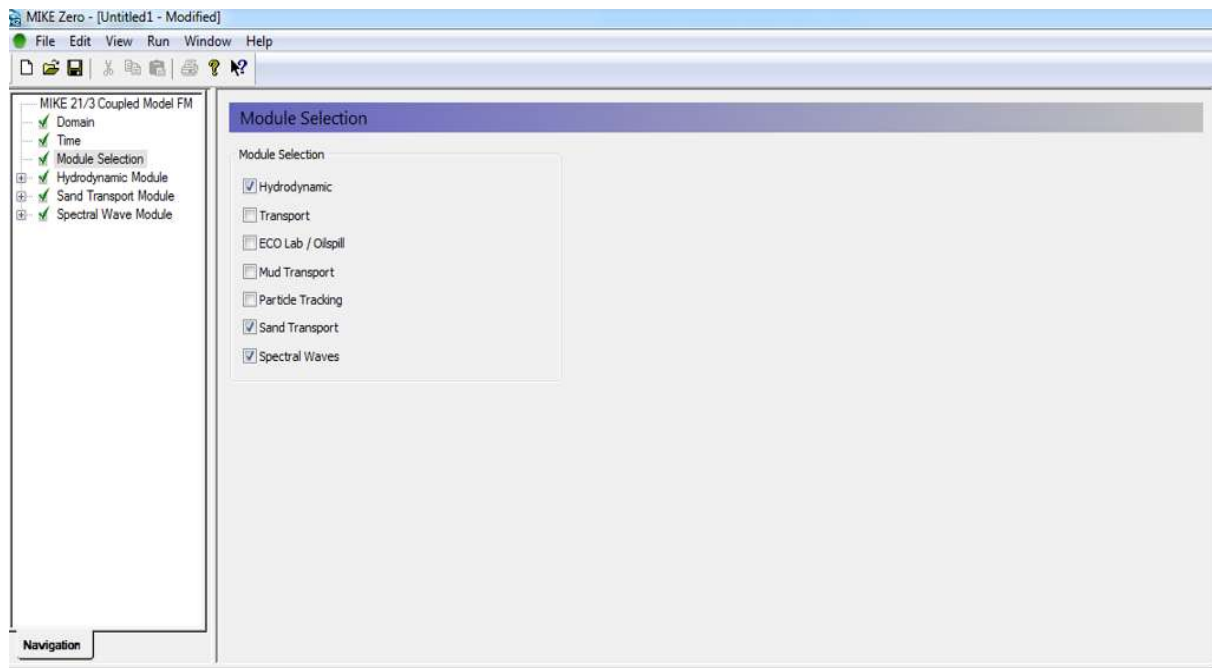 MIKE Zero - [Untitled1 - Modified]
File Edit View Run Window Help
MIKE 21/3 Coupled Model FM
Domain
Time
Module Selection
Hydrodynamic Module
Sand Transport Module
Spectral Wave Module
Navigation
Module Selection
Module Selection
Hydrodynamic
Transport
ECO Lab / Oilspill
Mud Transport
Particle Tracking
Sand Transport
Spectral Waves